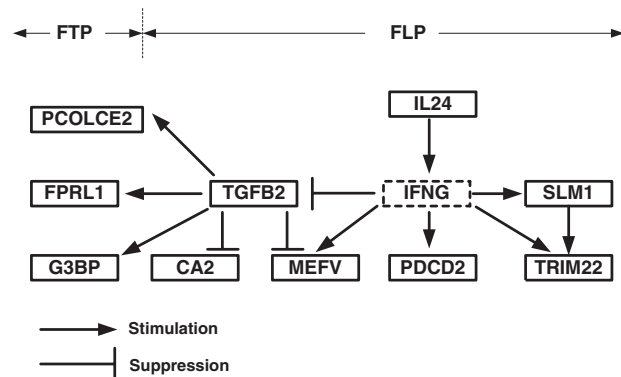 FTP FLP
IL24
PCOLCE2
FPRL1 TGFB2 IFNG SLM1
G3BP CA2 MEFV PDCD2 TRIM22
Stimulation
Suppression